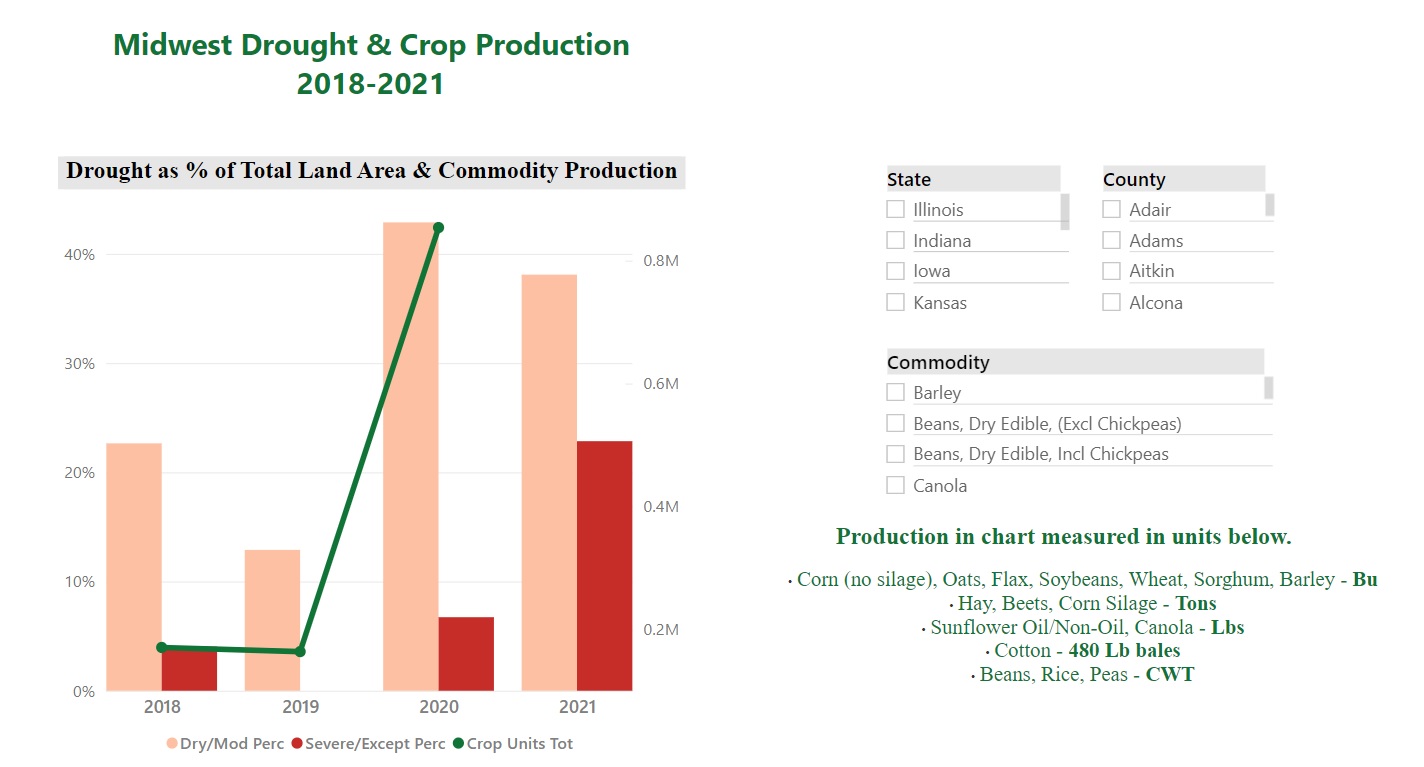 Midwest Drought & Crop Production
2018-2021
Drought as % of Total Land Area & Commodity Production
40%
30%
20%
10%
0%
0.8M
0.6M
0.4M
0.2M
2018 2019 2020 2021
Dry/Mod Perc Severe/Except Perc Crop Units Tot
State
Illinois
Indiana
Iowa
Kansas
County
Adair
Adams
Aitkin
Alcona
Commodity
Barley
Beans, Dry Edible, (Excl Chickpeas)
Beans, Dry Edible, Incl Chickpeas
Canola
Production in chart measured in units below.
· Corn (no silage), Oats, Flax, Soybeans, Wheat, Sorghum, Barley - Bu
· Hay, Beets, Corn Silage - Tons
· Sunflower Oil/Non-Oil, Canola - Lbs
· Cotton - 480 Lb bales
· Beans, Rice, Peas - CWT